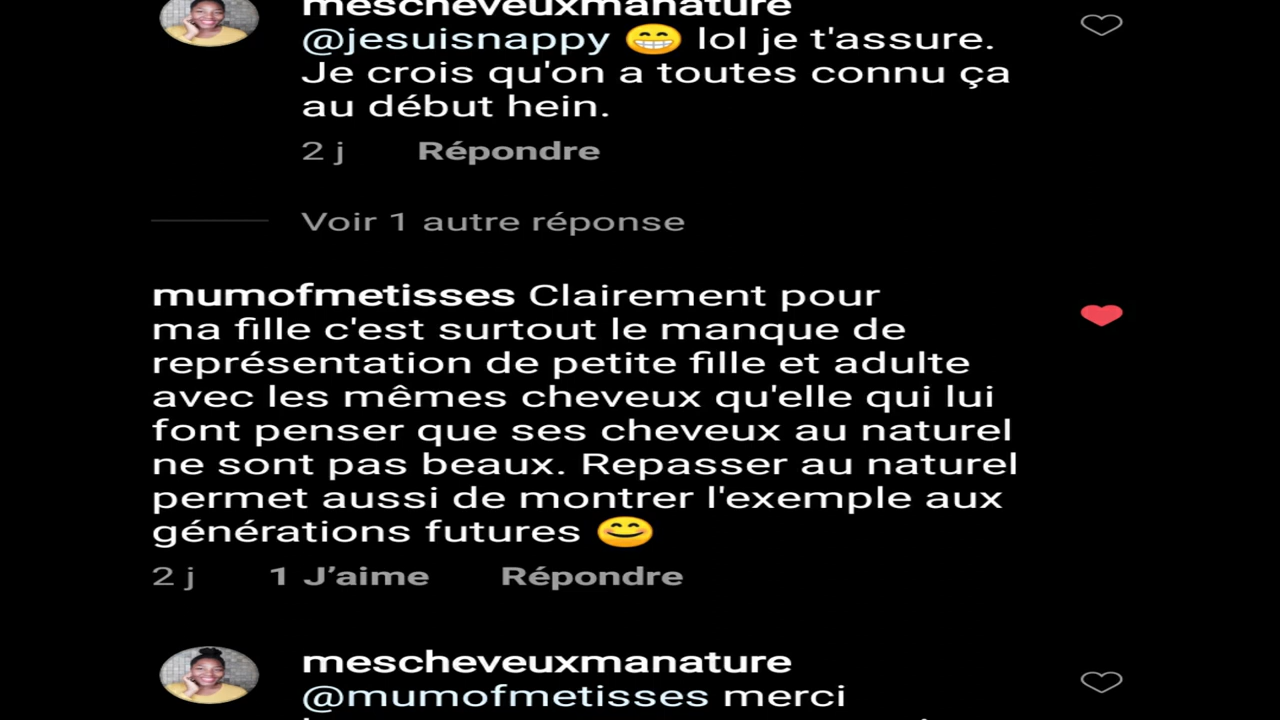 mescheveuxmanature
@jesuisnappy 😁 lol je t'assure.
Je crois qu'on a toutes connu ça
au début hein.
2 j Répondre
Voir 1 autre réponse
mumofmetisses Clairement pour
ma fille c'est surtout le manque de
représentation de petite fille et adulte
avec les mêmes cheveux qu'elle qui lui
font penser que ses cheveux au naturel
ne sont pas beaux. Repasser au naturel
permet aussi de montrer l'exemple aux
générations futures 😊
2 j 1 J’aime Répondre
mescheveuxmanature
@mumofmetisses merci